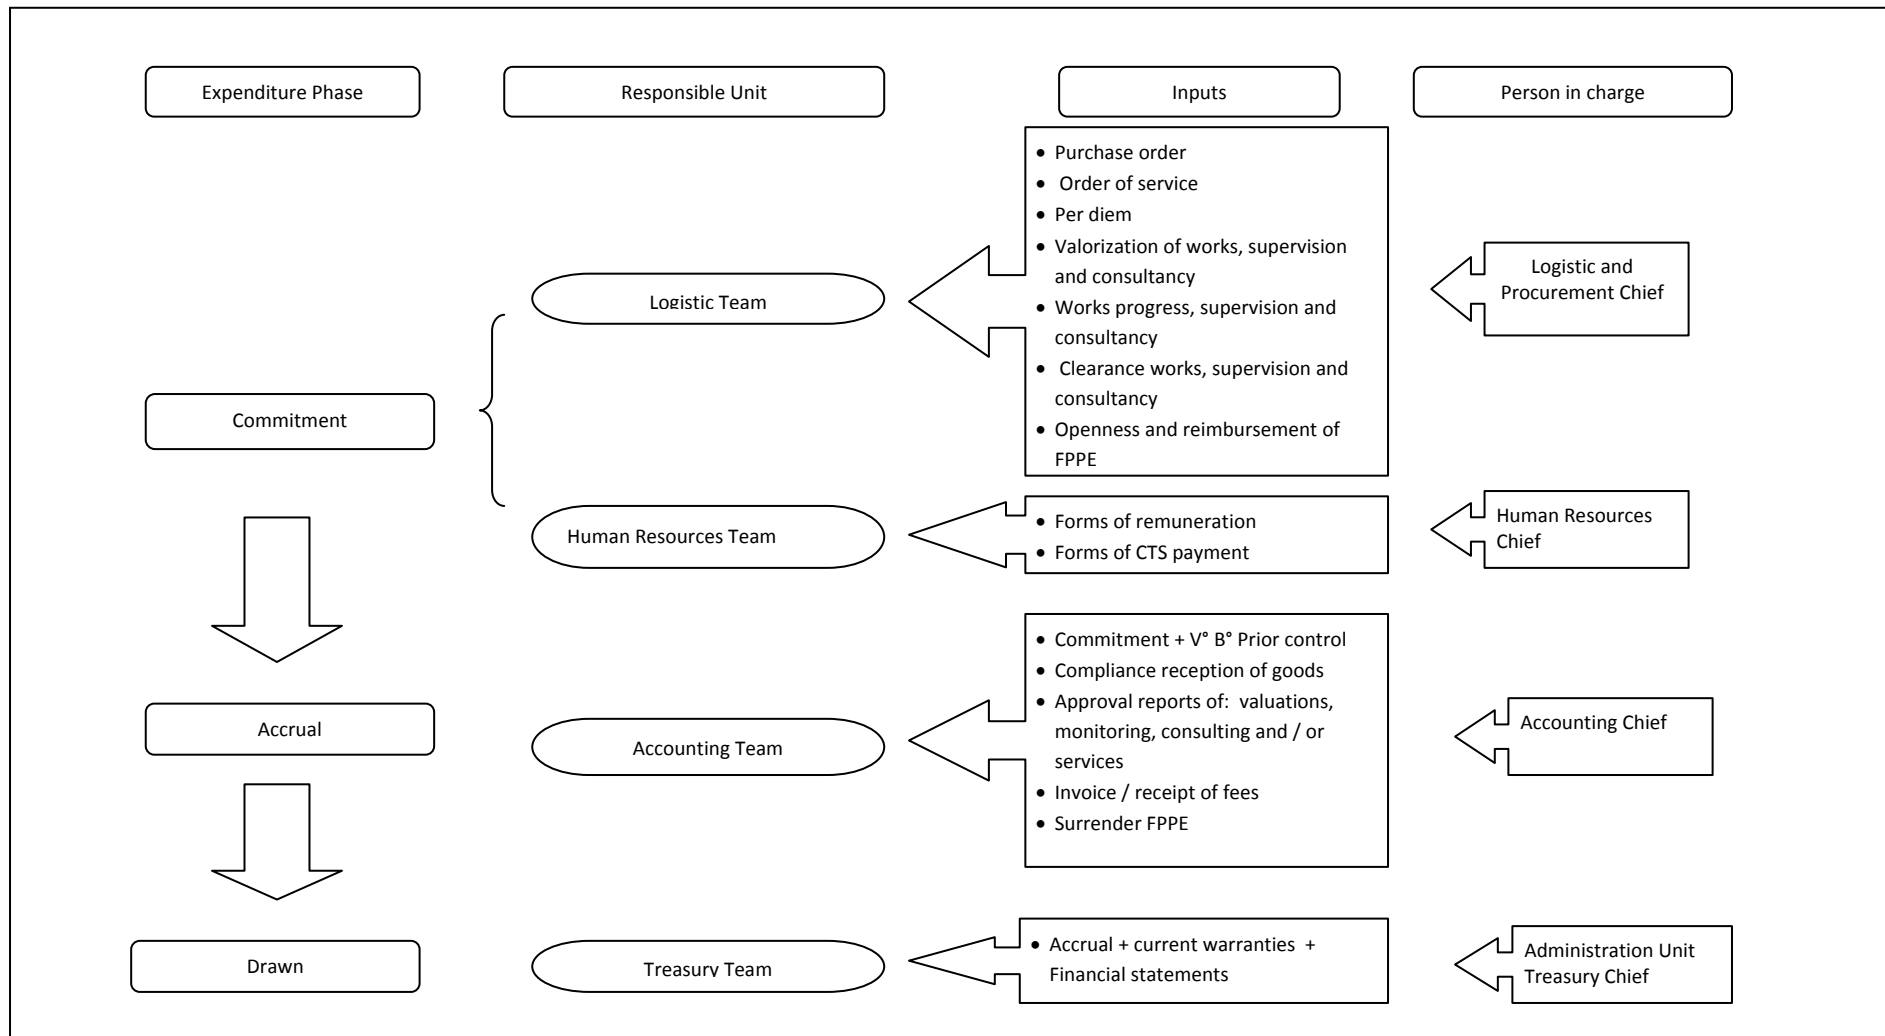 Expenditure Phase
Responsible Unit
Inputs
Person in charge
• Purchase order
• Order of service
• Per diem
• Valorization of works, supervision
and consultancy
• Works progress, supervision and
consultancy
• Clearance works, supervision and
consultancy
• Openness and reimbursement of
FPPE
Logistic Team
Logistic and
Procurement Chief
Commitment
Human Resources Team
• Forms of remuneration
• Forms of CTS payment
Human Resources
Chief
• Commitment + V° B° Prior control
• Compliance reception of goods
• Approval reports of: valuations,
monitoring, consulting and / or
services
• Invoice / receipt of fees
• Surrender FPPE
Accrual
Accounting Team
Accounting Chief
Drawn
Treasury Team
• Accrual + current warranties +
Financial statements
Administration Unit
Treasury Chief